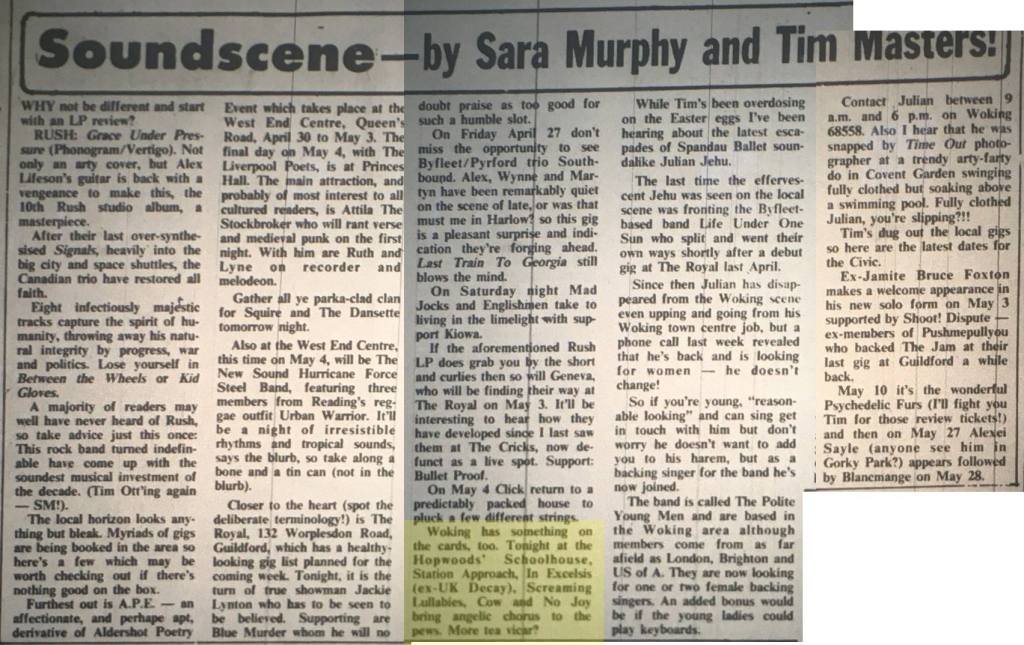 Soundscene—by Sara Murphy and Tim Masters!
WHY not be different and start
with an LP review?
RUSH: Grace Under Pres-
sure (Phonogram/Vertigo). Not
only an arty cover, but Alex
Lifeson's guitar is back with a
vengeance to make this, the
10th Rush studio album, a
masterpiece.
After their last over-synthe-
sised Signals, heavily into the
big city and space shuttles, the
Canadian trio have restored all
faith.
Eight infectiously majestic
tracks capture the spirit of hu-
manity, throwing away his natu-
ral integrity by progress, war
and politics. Lose yourself in
Between the Wheels or Kid
Gloves.
A majority of readers may
well have never heard of Rush,
so take advice just this once:
This rock band turned indefin-
able have come up with the
soundest musical investment of
the decade. (Tim Ott'ing again
— SM!).
The local horizon looks any-
thing but bleak. Myriads of gigs
are being booked in the area so
here's a few which may be
worth checking out if there's
nothing good on the box.
Furthest out is A.P.E. — an
affectionate, and perhaps apt,
derivative of Aldershot Poetry
Event which takes place at the
West End Centre, Queen's
Road, April 30 to May 3. The
final day on May 4, with The
Liverpool Poets, is at Princes
Hall. The main attraction, and
probably of most interest to all
cultured readers, is Attila The
Stockbroker who will rant verse
and medieval punk on the first
night. With him are Ruth and
Lyne on recorder and
melodeon.
Gather all ye parka-clad clan
for Squire and The Dansette
tomorrow night.
Also at the West End Centre,
this time on May 4, will be The
New Sound Hurricane Force
Steel Band, featuring three
members from Reading's reg-
gae outfit Urban Warrior. It'll
be a night of irresistible
rhythms and tropical sounds,
says the blurb, so take along a
bone and a tin can (not in the
blurb).
Closer to the heart (spot the
deliberate terminology!) is The
Royal, 132 Worplesdon Road,
Guildford, which has a healthy-
looking gig list planned for the
coming week. Tonight, it is the
turn of true showman Jackie
Lynton who has to be seen to
be believed. Supporting are
Blue Murder whom he will no
doubt praise as too good for
such a humble slot.
On Friday April 27 don't
miss the opportunity to see
Byfleet/Pyrford trio South-
bound. Alex, Wynne and Mar-
tyn have been remarkably quiet
on the scene of late, or was that
must me in Harlow? so this gig
is a pleasant surprise and indi-
cation they're forging ahead.
Last Train To Georgia still
blows the mind.
On Saturday night Mad
Jocks and Englishmen take to
living in the limelight with sup-
port Kiowa.
If the aforementioned Rush
LP does grab you by the short
and curlies then so will Geneva,
who will be finding their way at
The Royal on May 3. It'll be
interesting to hear how they
have developed since I last saw
them at The Cricks, now de-
funct as a live spot. Support:
Bullet Proof.
On May 4 Click return to a
predictably packed house to
pluck a few different strings.
Woking has something on
the cards, too. Tonight at the
Hopwoods' Schoolhouse,
Station Approach, In Excelsis
(ex-UK Decay), Screaming
Lullabies, Cow and No Joy
bring angelic chorus to the
pews. More tea vicar?
While Tim's been overdosing
on the Easter eggs I've been
hearing about the latest esca-
pades of Spandau Ballet soun-
dalike Julian Jehu.
The last time the efferves-
cent Jehu was seen on the local
scene was fronting the Byfleet-
based band Life Under One
Sun who split and went their
own ways shortly after a debut
gig at The Royal last April.
Since then Julian has disap-
peared from the Woking scene
even upping and going from his
Woking town centre job, but a
phone call last week revealed
that he's back and is looking
for women — he doesn't
change!
So if you're young, "reason-
able looking" and can sing get
in touch with him but don't
worry he doesn't want to add
you to his harem, but as a
backing singer for the band he's
now joined.
The band is called The Polite
Young Men and are based in
the Woking area although
members come from as far
afield as London, Brighton and
US of A. They are now looking
for one or two female backing
singers. An added bonus would
be if the young ladies could
play keyboards.
Contact Julian between 9
a.m. and 6 p.m. on Woking
68558. Also I hear that he was
snapped by Time Out photo-
grapher at a trendy arty-farty
do in Covent Garden swinging
fully clothed but soaking above
a swimming pool. Fully clothed
Julian, you're slipping?!!
Tim's dug out the local gigs
so here are the latest dates for
the Civic.
Ex-Jamite Bruce Foxton
makes a welcome appearance in
his new solo form on May 3
supported by Shoot! Dispute —
ex-menbers of Pushmepullyou
who backed The Jam at their
last gig at Guildford a while
back.
May 10 it's the wonderful
Psychedelic Furs (I'll fight you
Tim for those review tickets!)
and then on May 27 Alexei
Sayle (anyone see him in
Gorky Park?) appears followed
by Blancmange on May 28.